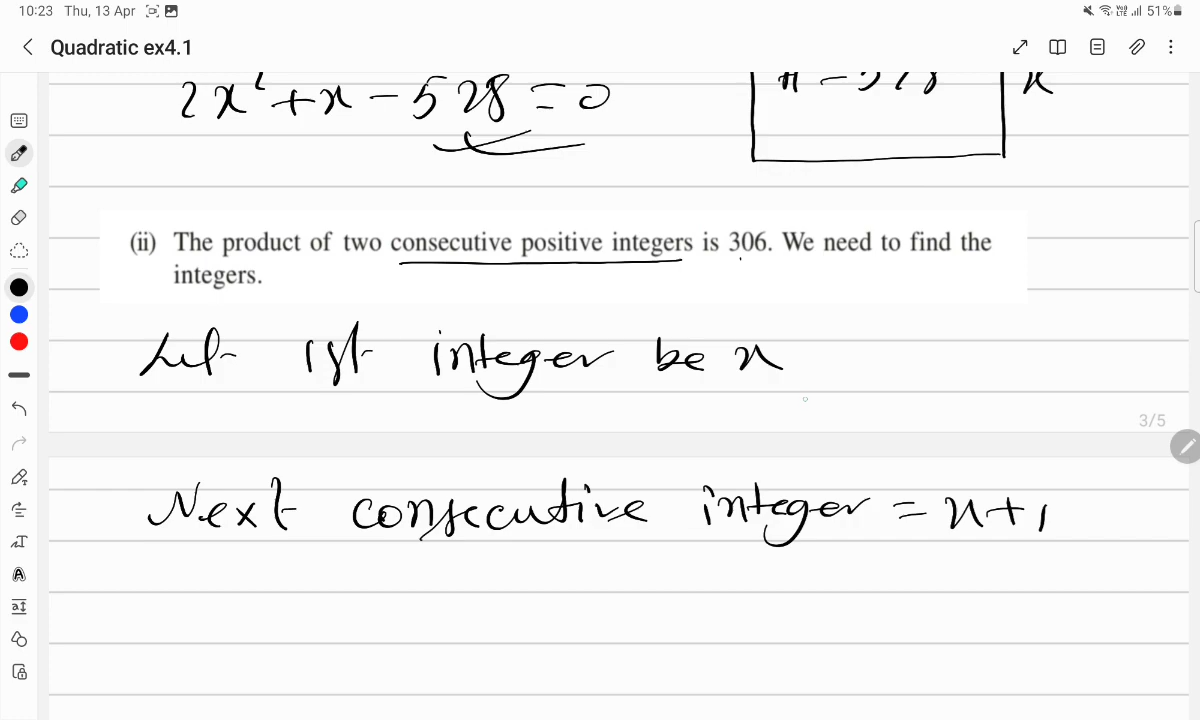 10:23 Thu, 13 Apr 51%
Quadratic ex4.1
2x²+x-528=0
x
(ii) The product of two consecutive positive integers is 306. We need to find the
integers.
Let 1st integer be x
3/5
Next consecutive integer = x+1